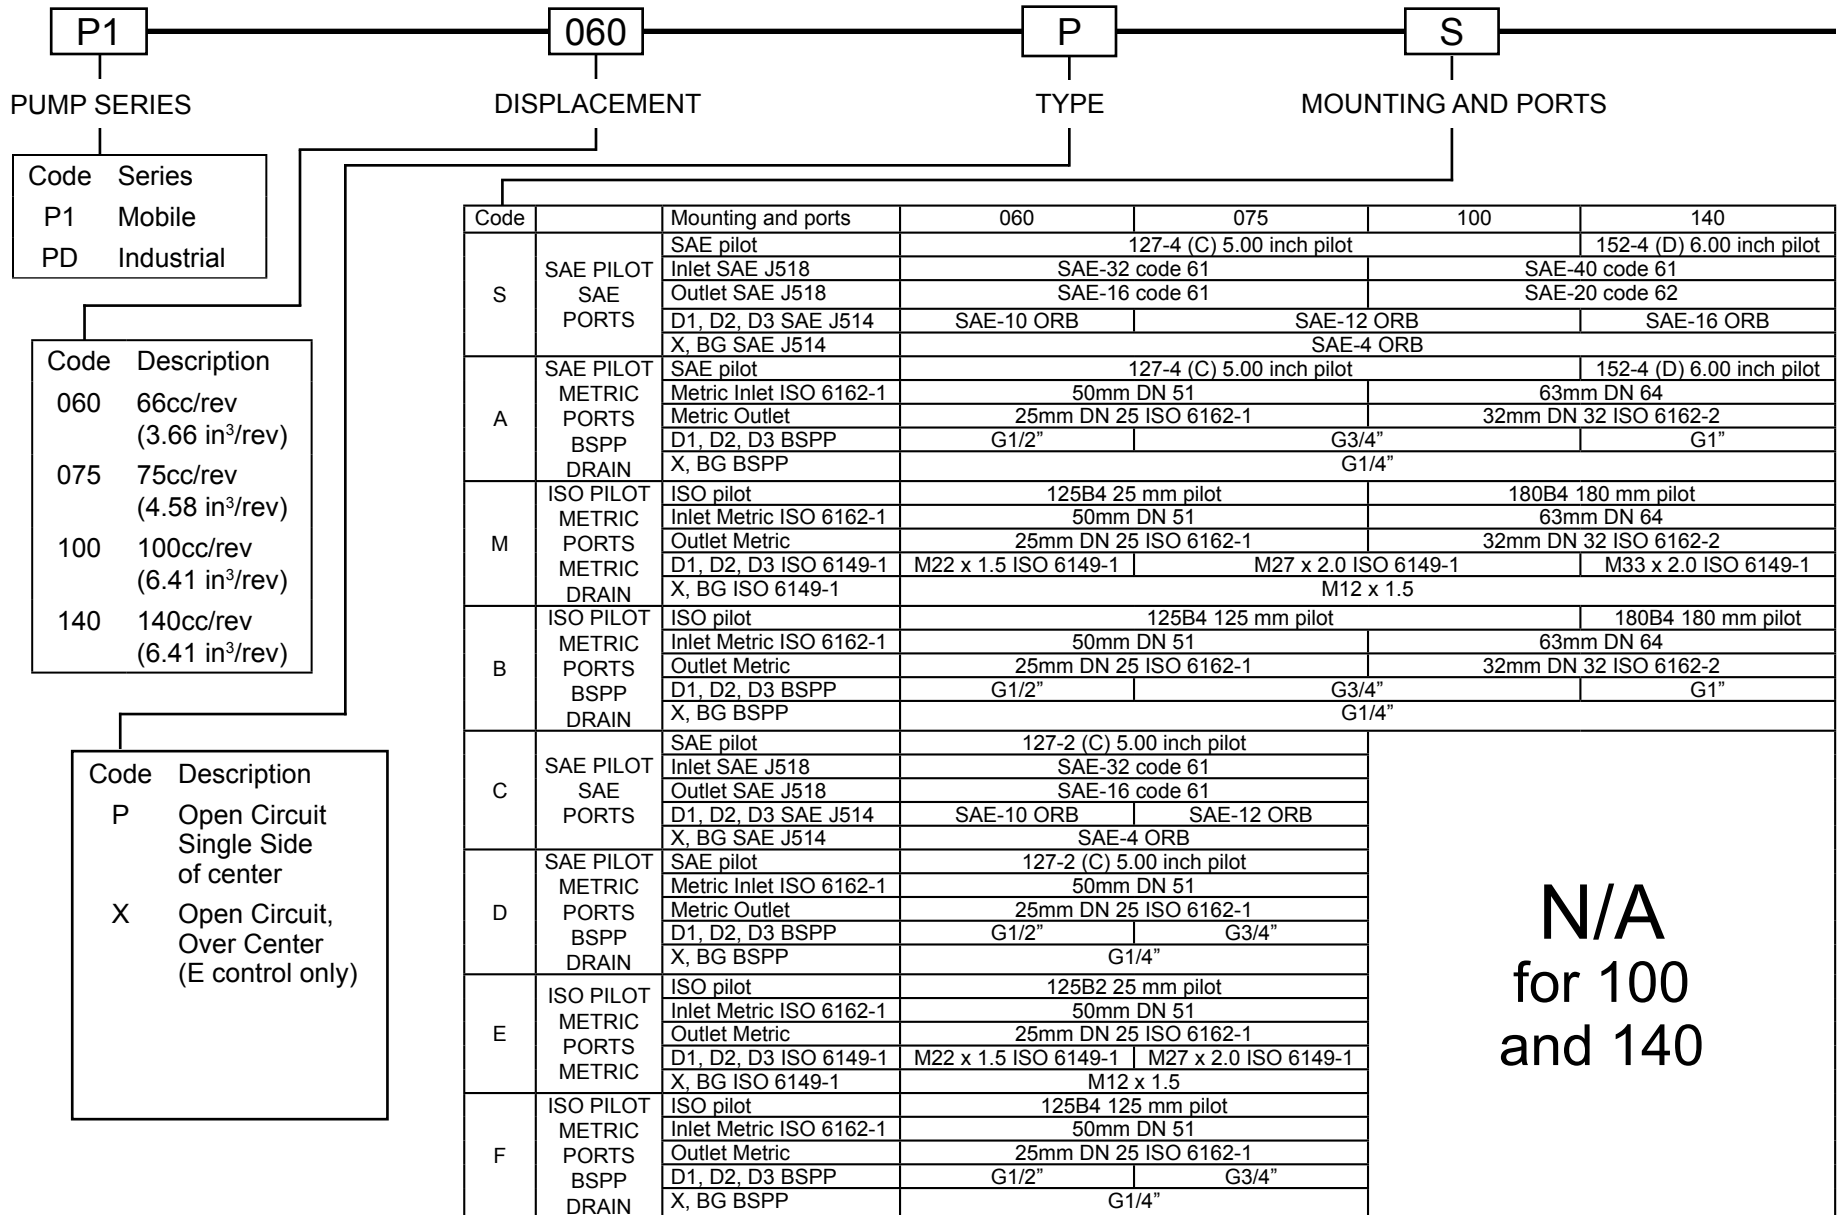 P1 060 P S
PUMP SERIES DISPLACEMENT TYPE MOUNTING AND PORTS
Code Series
P1 Mobile
PD Industrial
Code Description
060 66cc/rev
(3.66 in³/rev)
075 75cc/rev
(4.58 in³/rev)
100 100cc/rev
(6.41 in³/rev)
140 140cc/rev
(6.41 in³/rev)
Code Description
P Open Circuit
Single Side
of center
X Open Circuit,
Over Center
(E control only)
Code Mounting and ports 060 075 100 140
S
SAE PILOT
SAE
PORTS
SAE pilot 127-4 (C) 5.00 inch pilot 152-4 (D) 6.00 inch pilot
Inlet SAE J518 SAE-32 code 61 SAE-40 code 61
Outlet SAE J518 SAE-16 code 61 SAE-20 code 62
D1, D2, D3 SAE J514 SAE-10 ORB SAE-12 ORB SAE-16 ORB
X, BG SAE J514 SAE-4 ORB
A
SAE PILOT
METRIC
PORTS
BSPP
DRAIN
SAE pilot 127-4 (C) 5.00 inch pilot 152-4 (D) 6.00 inch pilot
Metric Inlet ISO 6162-1 50mm DN 51 63mm DN 64
Metric Outlet 25mm DN 25 ISO 6162-1 32mm DN 32 ISO 6162-2
D1, D2, D3 BSPP G1/2” G3/4” G1”
X, BG BSPP G1/4”
M
ISO PILOT
METRIC
PORTS
METRIC
DRAIN
ISO pilot 125B4 25 mm pilot 180B4 180 mm pilot
Inlet Metric ISO 6162-1 50mm DN 51 63mm DN 64
Outlet Metric 25mm DN 25 ISO 6162-1 32mm DN 32 ISO 6162-2
D1, D2, D3 ISO 6149-1 M22 x 1.5 ISO 6149-1 M27 x 2.0 ISO 6149-1 M33 x 2.0 ISO 6149-1
X, BG ISO 6149-1 M12 x 1.5
B
ISO PILOT
METRIC
PORTS
BSPP
DRAIN
ISO pilot 125B4 125 mm pilot 180B4 180 mm pilot
Inlet Metric ISO 6162-1 50mm DN 51 63mm DN 64
Outlet Metric 25mm DN 25 ISO 6162-1 32mm DN 32 ISO 6162-2
D1, D2, D3 BSPP G1/2” G3/4” G1”
X, BG BSPP G1/4”
C
SAE PILOT
SAE
PORTS
SAE pilot 127-2 (C) 5.00 inch pilot
Inlet SAE J518 SAE-32 code 61
Outlet SAE J518 SAE-16 code 61
D1, D2, D3 SAE J514 SAE-10 ORB SAE-12 ORB
X, BG SAE J514 SAE-4 ORB
D
SAE PILOT
METRIC
PORTS
BSPP
DRAIN
SAE pilot 127-2 (C) 5.00 inch pilot
Metric Inlet ISO 6162-1 50mm DN 51
Metric Outlet 25mm DN 25 ISO 6162-1
D1, D2, D3 BSPP G1/2” G3/4”
X, BG BSPP G1/4”
E
ISO PILOT
METRIC
PORTS
METRIC
ISO pilot 125B2 25 mm pilot
Inlet Metric ISO 6162-1 50mm DN 51
Outlet Metric 25mm DN 25 ISO 6162-1
D1, D2, D3 ISO 6149-1 M22 x 1.5 ISO 6149-1 M27 x 2.0 ISO 6149-1
X, BG ISO 6149-1 M12 x 1.5
F
ISO PILOT
METRIC
PORTS
BSPP
DRAIN
ISO pilot 125B4 125 mm pilot
Inlet Metric ISO 6162-1 50mm DN 51
Outlet Metric 25mm DN 25 ISO 6162-1
D1, D2, D3 BSPP G1/2” G3/4”
X, BG BSPP G1/4”
N/A
for 100
and 140